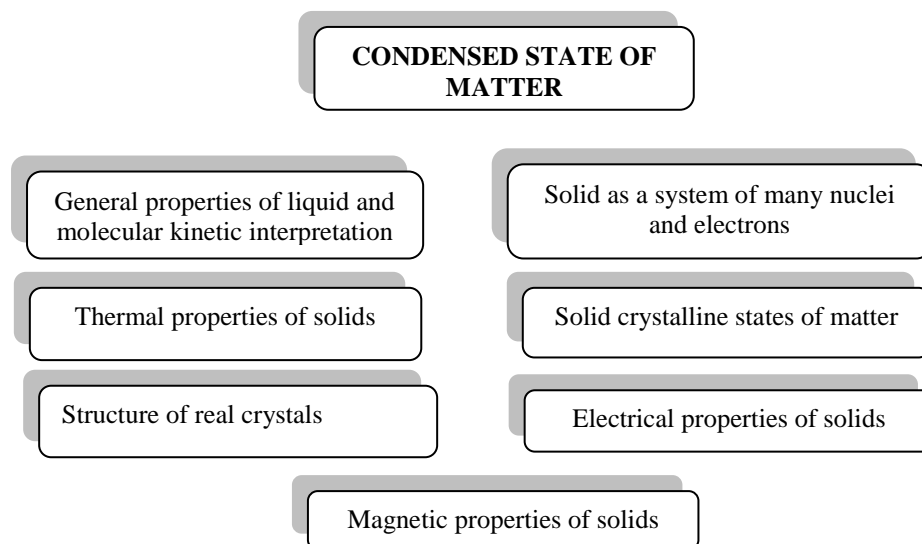 CONDENSED STATE OF
MATTER
General properties of liquid and
molecular kinetic interpretation
Solid as a system of many nuclei
and electrons
Thermal properties of solids
Solid crystalline states of matter
Structure of real crystals
Electrical properties of solids
Magnetic properties of solids